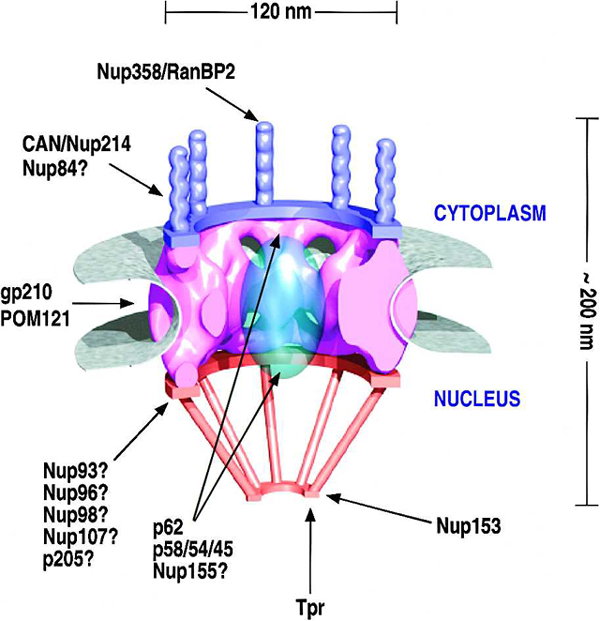 120 nm
Nup358/RanBP2
CAN/Nup214
Nup84?
CYTOPLASM
gp210
POM121
~ 200 nm
NUCLEUS
Nup93?
Nup96?
Nup98?
Nup107?
p205?
p62
p58/54/45
Nup155?
Nup153
Tpr